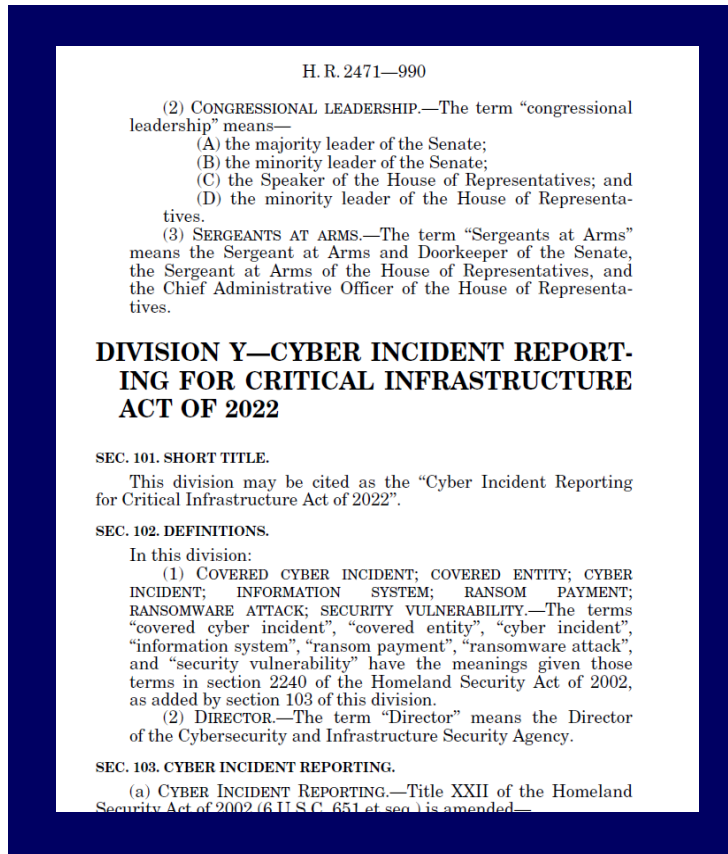 H. R. 2471—990
(2) CONGRESSIONAL LEADERSHIP.—The term “congressional
leadership” means—
(A) the majority leader of the Senate;
(B) the minority leader of the Senate;
(C) the Speaker of the House of Representatives; and
(D) the minority leader of the House of Representa-
tives.
(3) SERGEANTS AT ARMS.—The term “Sergeants at Arms”
means the Sergeant at Arms and Doorkeeper of the Senate,
the Sergeant at Arms of the House of Representatives, and
the Chief Administrative Officer of the House of Representa-
tives.
DIVISION Y—CYBER INCIDENT REPORT-
ING FOR CRITICAL INFRASTRUCTURE
ACT OF 2022
SEC. 101. SHORT TITLE.
This division may be cited as the “Cyber Incident Reporting
for Critical Infrastructure Act of 2022”.
SEC. 102. DEFINITIONS.
In this division:
(1) COVERED CYBER INCIDENT; COVERED ENTITY; CYBER
INCIDENT; INFORMATION SYSTEM; RANSOM PAYMENT;
RANSOMWARE ATTACK; SECURITY VULNERABILITY.—The terms
“covered cyber incident”, “covered entity”, “cyber incident”,
“information system”, “ransom payment”, “ransomware attack”,
and “security vulnerability” have the meanings given those
terms in section 2240 of the Homeland Security Act of 2002,
as added by section 103 of this division.
(2) DIRECTOR.—The term “Director” means the Director
of the Cybersecurity and Infrastructure Security Agency.
SEC. 103. CYBER INCIDENT REPORTING.
(a) CYBER INCIDENT REPORTING.—Title XXII of the Homeland
Security Act of 2002 (6 U.S.C. 651 et seq.) is amended—